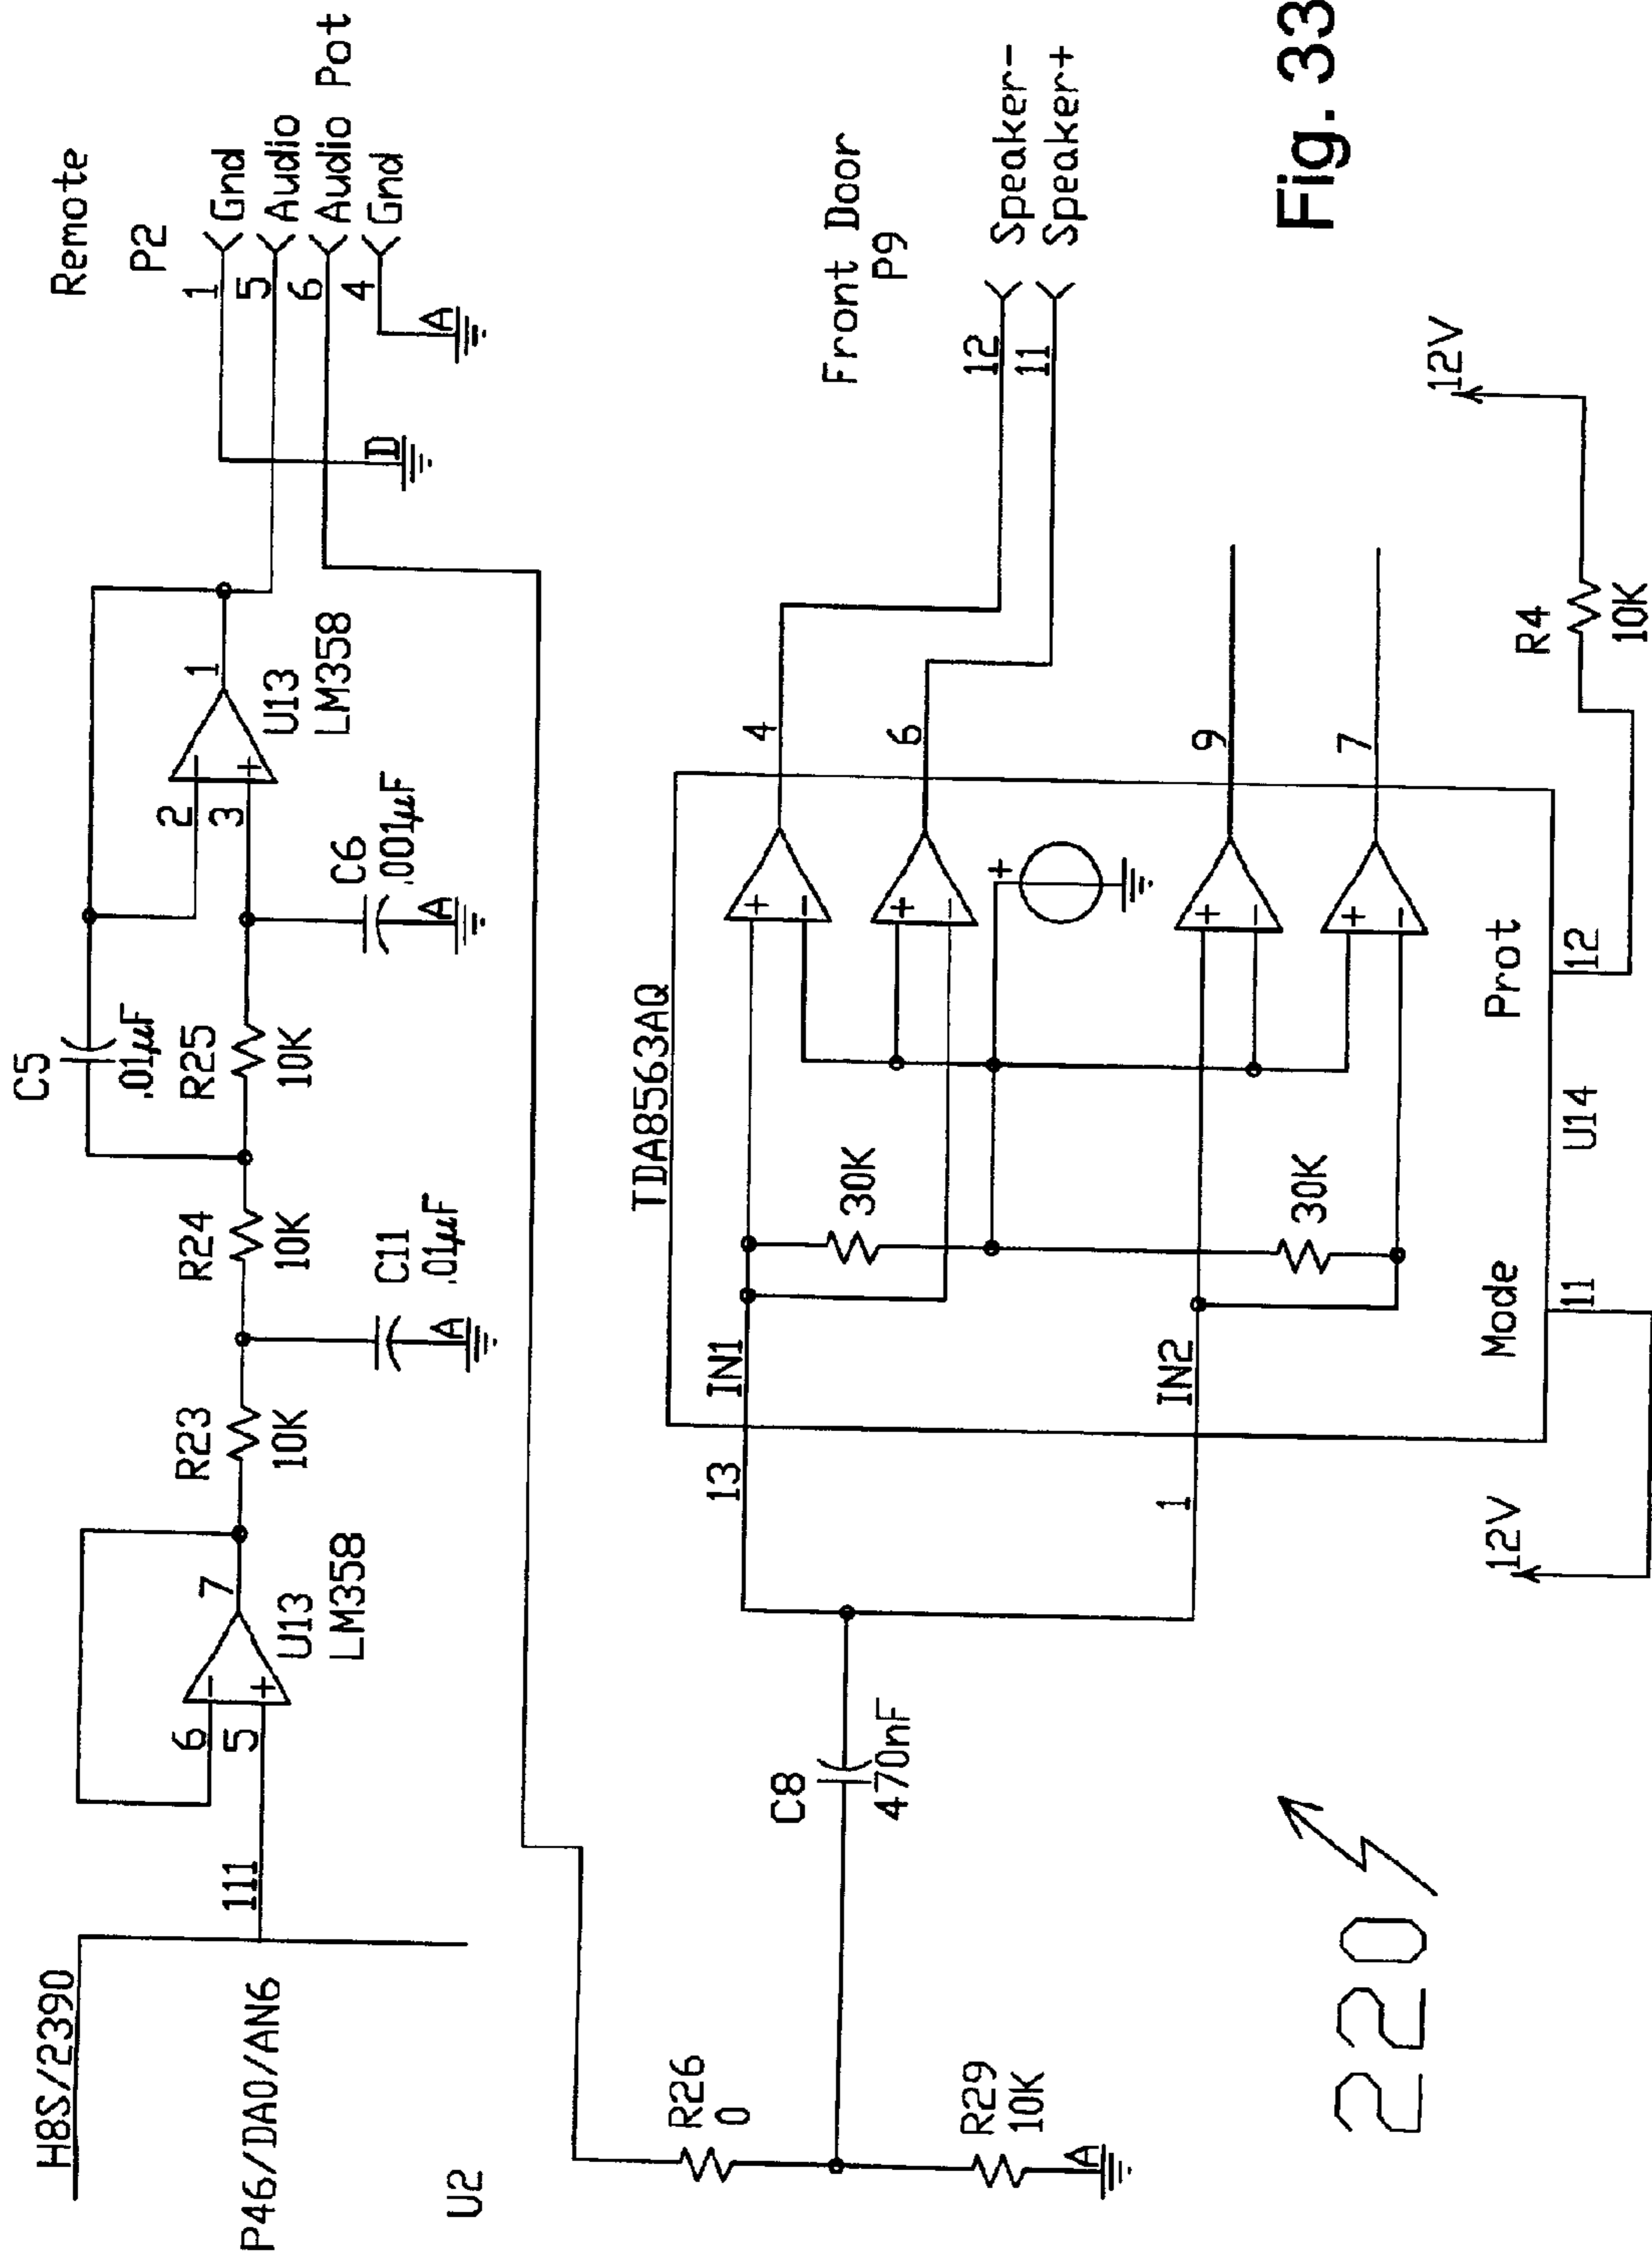 H8S/2390
P46/DA0/AN6
U2
111
6
5
7
U13
LM358
R23
10K
C11
.01µF
A
R24
10K
C5
.01µF
R25
10K
C6
.001µF
A
2
3
1
U13
LM358
Remote
P2
1
Gnd
5
Audio
6
Audio Pot
4
Gnd
D
A
R26
0
R29
10K
A
C8
470nF
TDA8563AQ
13
IN1
1
IN2
30K
30K
+
-
+
-
+
+
-
+
-
4
6
9
7
Mode
Prot
11
12
U14
12V
R4
10K
12V
Front Door
P9
12
Speaker-
11
Speaker+
220
Fig. 33